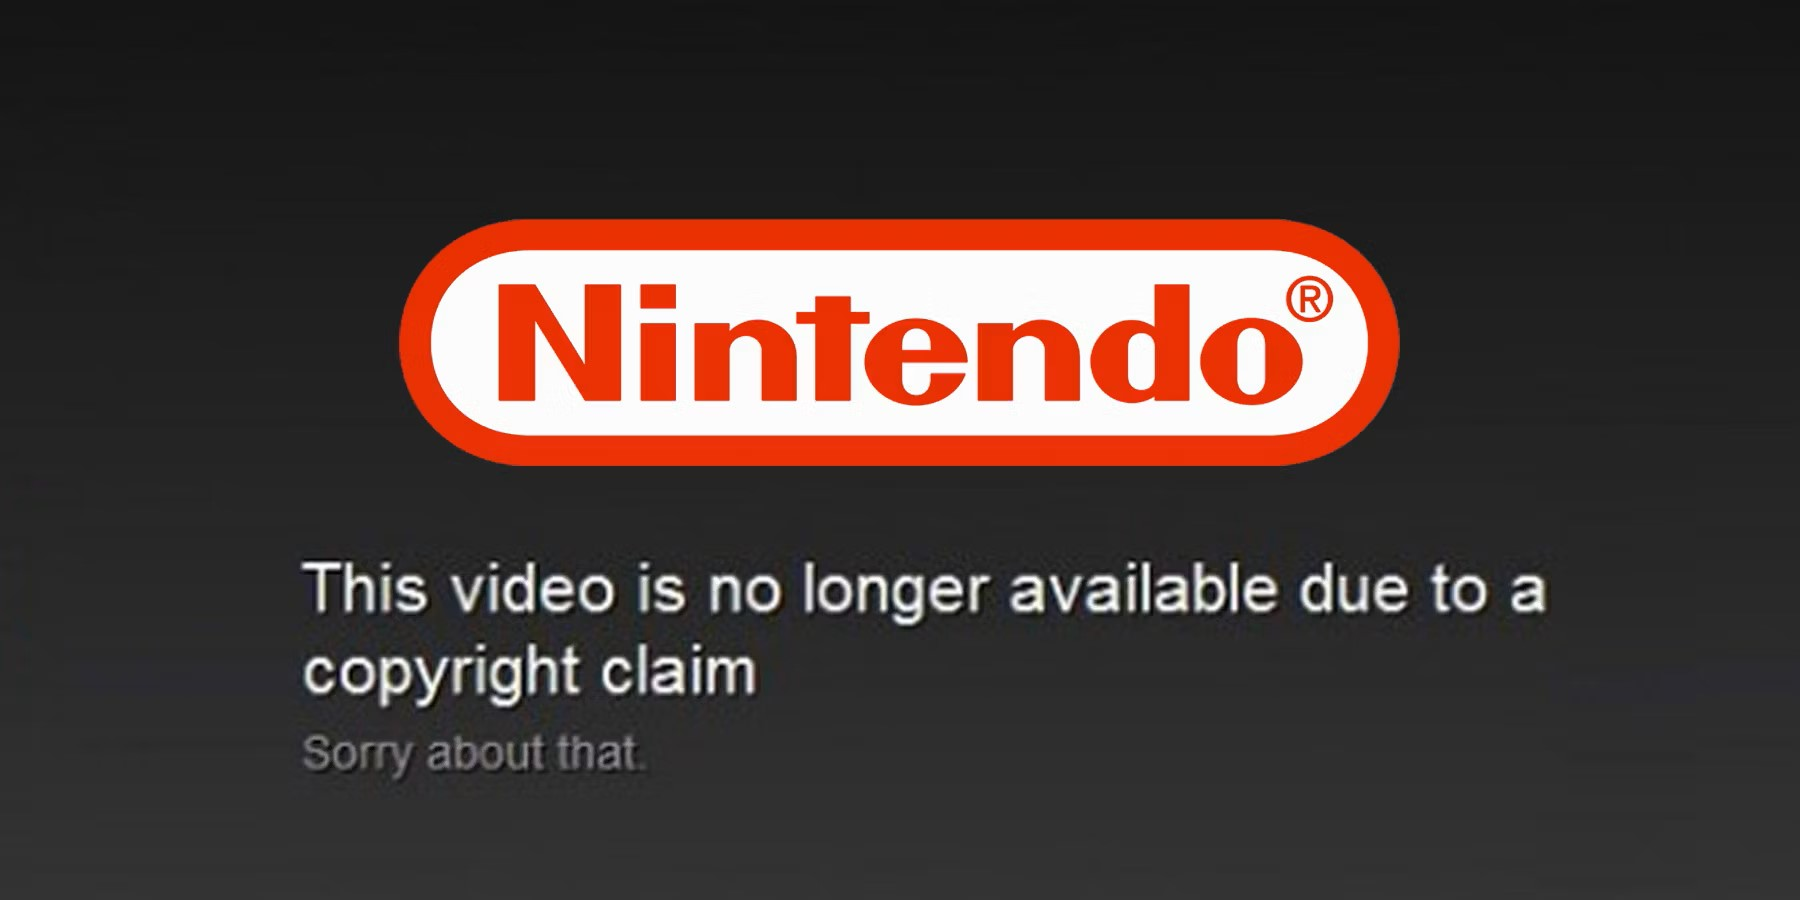 Nintendo®
This video is no longer available due to a
copyright claim
Sorry about that.